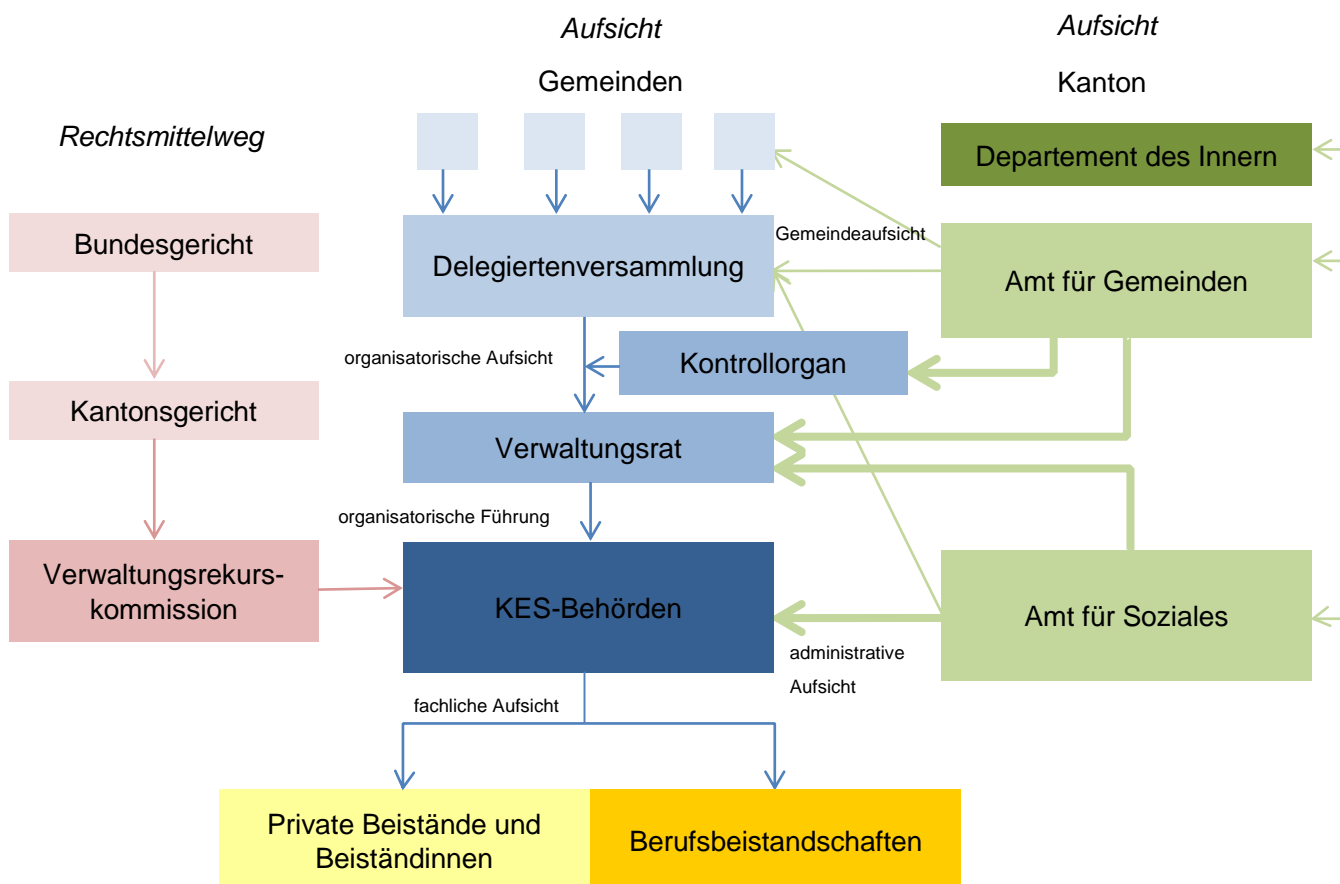 Aufsicht
Gemeinden
Aufsicht
Kanton
Rechtsmittelweg
Departement des Innern
Bundesgericht
Delegiertenversammlung
Gemeindeaufsicht
Amt für Gemeinden
organisatorische Aufsicht
Kontrollorgan
Kantonsgericht
Verwaltungsrat
organisatorische Führung
Verwaltungsrekurs-
kommission
KES-Behörden
Amt für Soziales
administrative
Aufsicht
fachliche Aufsicht
Private Beistände und
Beiständinnen
Berufsbeistandschaften